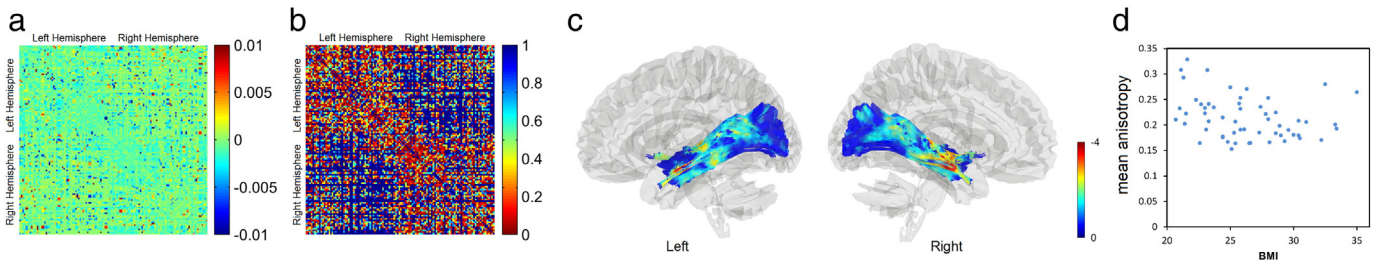 a
Left Hemisphere Right Hemisphere
Left Hemisphere
Right Hemisphere
0.01
0.005
0
-0.005
-0.01
b
Left Hemisphere Right Hemisphere
Left Hemisphere
Right Hemisphere
1
0.8
0.6
0.4
0.2
0
c
Left
Right
-4
0
d
mean anisotropy
0.35
0.3
0.25
0.2
0.15
0.1
0.05
0
20 25 30 35
BMI